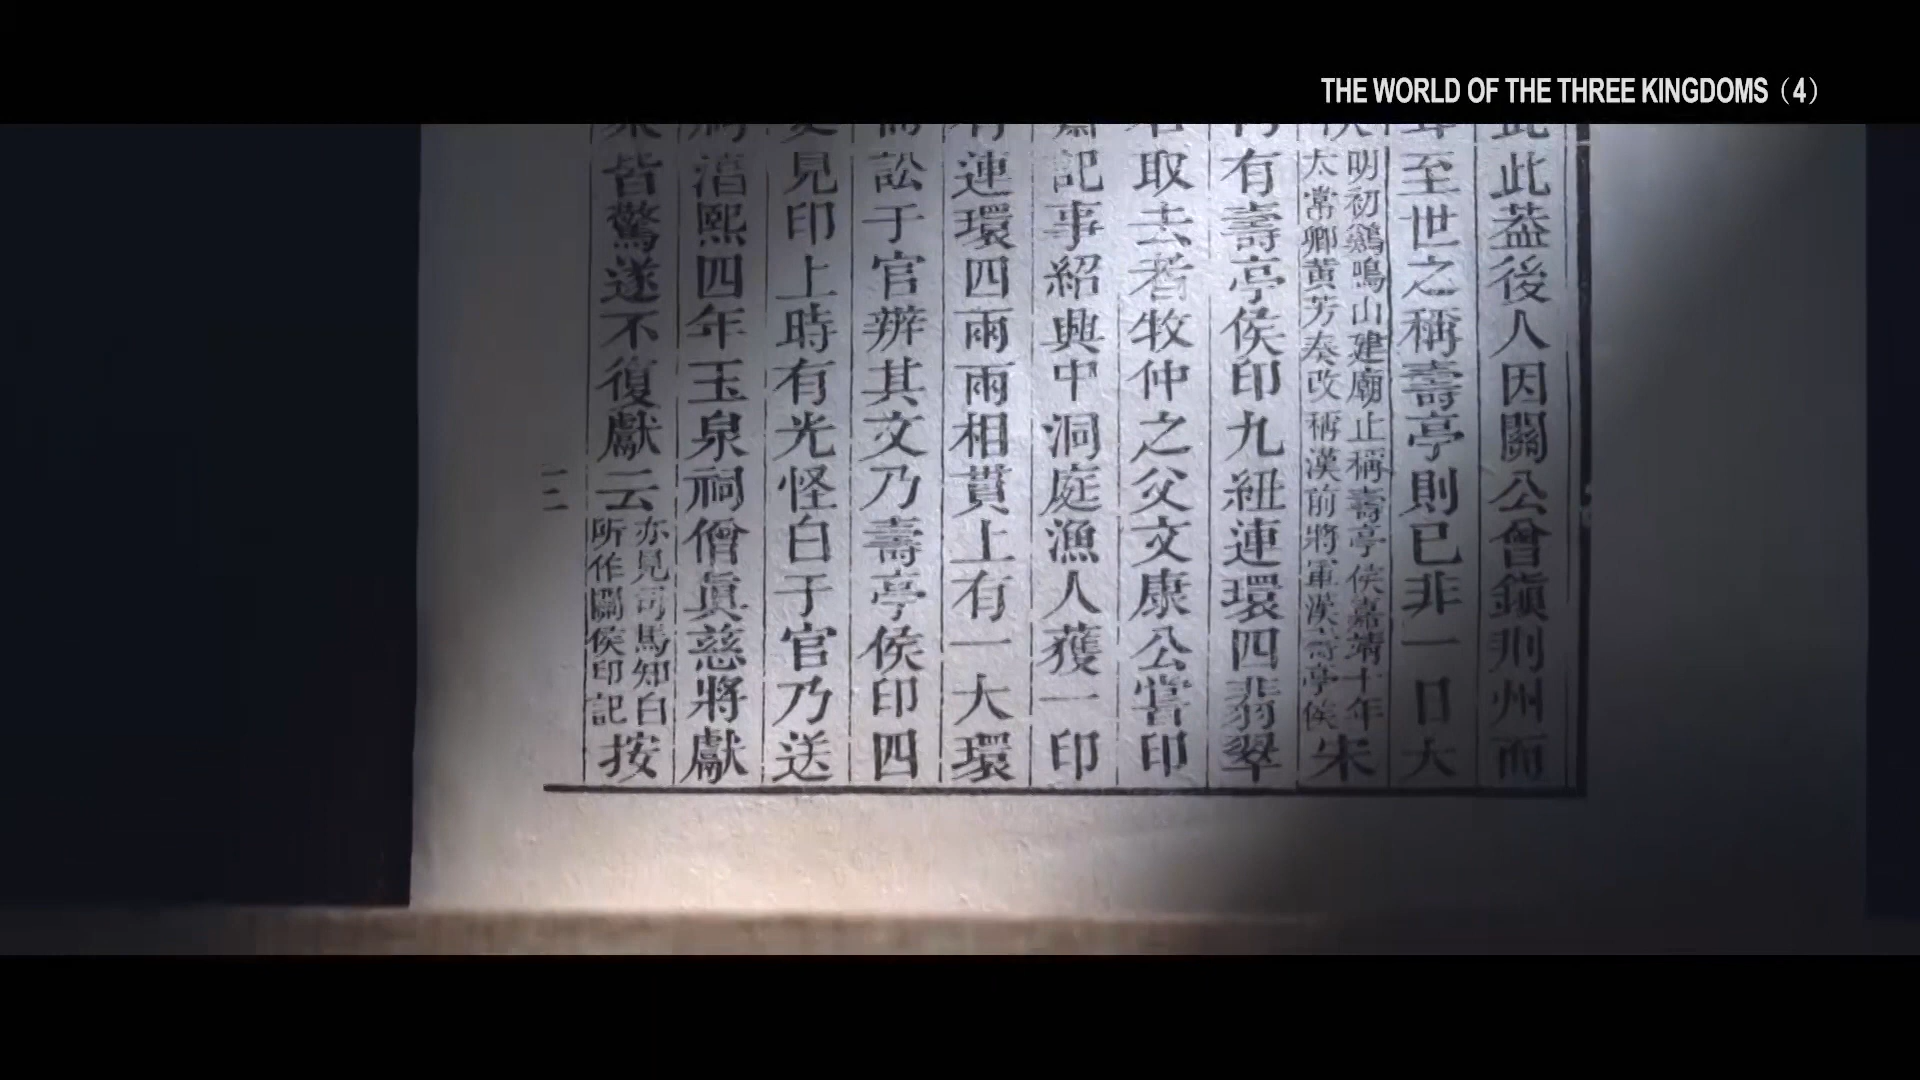 THE WORLD OF THE THREE KINGDOMS（4）
此葢後人因關公曾鎮荆州而
至世之稱壽亭則已非一日大
明初鷄鳴山建廟止稱壽亭侯嘉靖十年
太常卿黃芳奏改稱漢前將軍漢壽亭侯
宋
有壽亭侯印九紐連環四翡翠
取去者牧仲之父文康公嘗印
記事紹興中洞庭漁人獲一印
連環四兩兩相貫上有一大環
訟于官辨其文乃壽亭侯印四
見印上時有光怪白于官乃送
淳熙四年玉泉祠僧眞慈將獻
皆驚遂不復獻云
亦見司馬知白
所作關侯印記
按